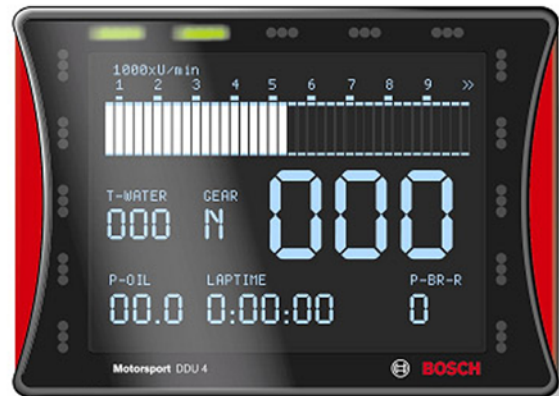 1000xU/min
1 2 3 4 5 6 7 8 9 »
T-WATER GEAR
000 N 000
P-OIL LAPTIME P-BR-R
00.0 0:00:00 0
Motorsport DDU 4 BOSCH